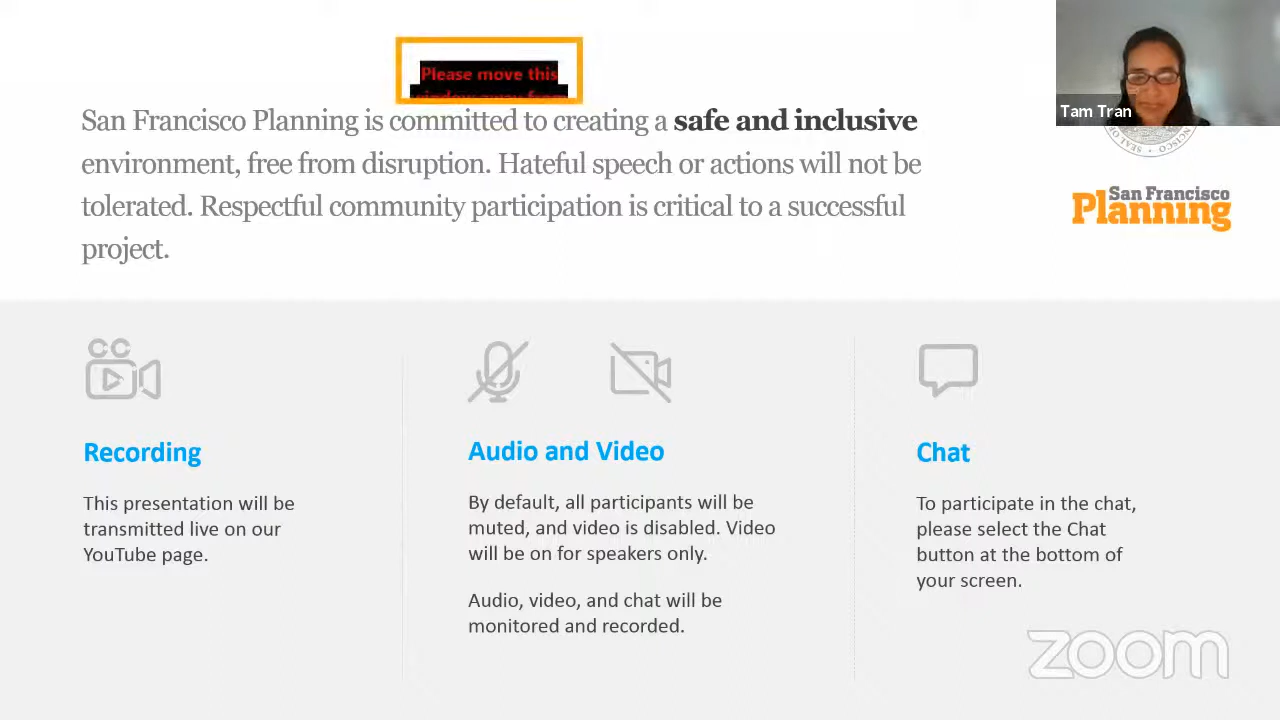 Please move this
San Francisco Planning is committed to creating a safe and inclusive
environment, free from disruption. Hateful speech or actions will not be
tolerated. Respectful community participation is critical to a successful
project.
Tam Tran
San Francisco
Planning
Recording
This presentation will be
transmitted live on our
YouTube page.
Audio and Video
By default, all participants will be
muted, and video is disabled. Video
will be on for speakers only.
Audio, video, and chat will be
monitored and recorded.
Chat
To participate in the chat,
please select the Chat
button at the bottom of
your screen.
zoom